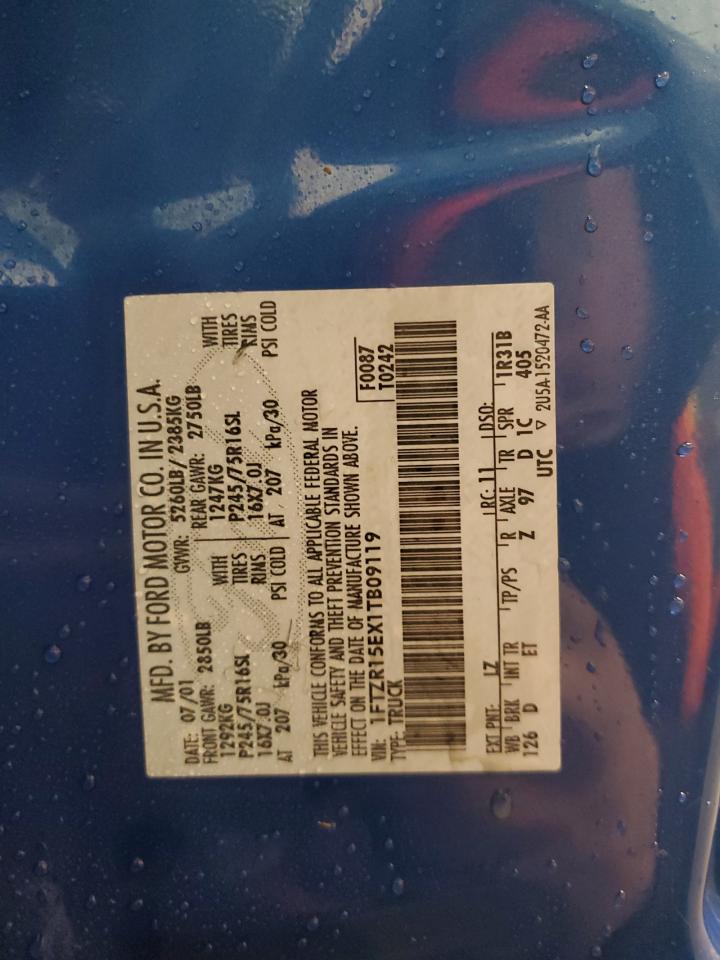 MFD. BY FORD MOTOR CO. IN U.S.A.
DATE: 07/01 GVWR: 5260LB/2385KG
FRONT GAWR: 2850LB REAR GAWR: 2750LB
1292KG WITH 1247KG WITH
P245/75R16SL TIRES P245/75R16SL TIRES
16X7.0J RIMS 16X7.0J RIMS
AT 207 kPa/30 PSI COLD AT 207 kPa/30 PSI COLD
THIS VEHICLE CONFORMS TO ALL APPLICABLE FEDERAL MOTOR
VEHICLE SAFETY AND THEFT PREVENTION STANDARDS IN
EFFECT ON THE DATE OF MANUFACTURE SHOWN ABOVE.
VIN: 1FTZR15EX1TB09119 F0087
TYPE: TRUCK T0242
EXT PNT: LZ RC: 11 DSO:
WB BRK INT TR TP/PS R AXLE TR SPR 1R31B
126 D ET Z 97 D 1C 405
UTC ▽ 2U5A-1520472-AA